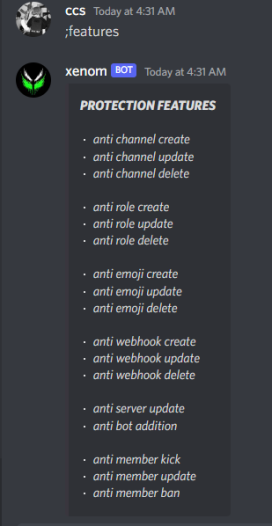 CCS Today at 4:31 AM
;features
xenom BOT Today at 4:31 AM
PROTECTION FEATURES
· anti channel create
· anti channel update
· anti channel delete
· anti role create
· anti role update
· anti role delete
· anti emoji create
· anti emoji update
· anti emoji delete
· anti webhook create
· anti webhook update
· anti webhook delete
· anti server update
· anti bot addition
· anti member kick
· anti member update
· anti member ban